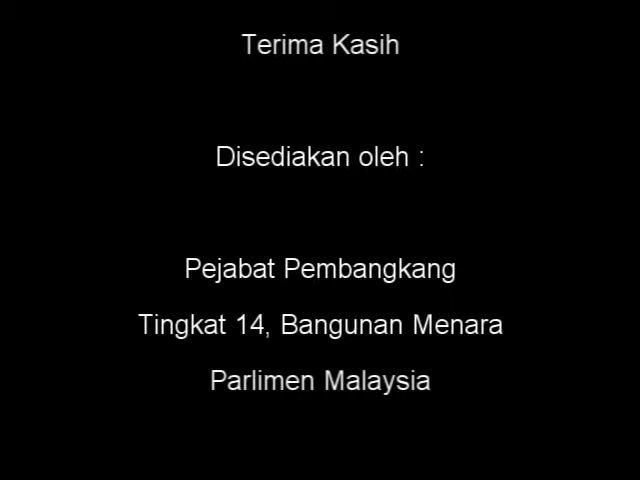 Terima Kasih
Disediakan oleh :
Pejabat Pembangkang
Tingkat 14, Bangunan Menara
Parlimen Malaysia